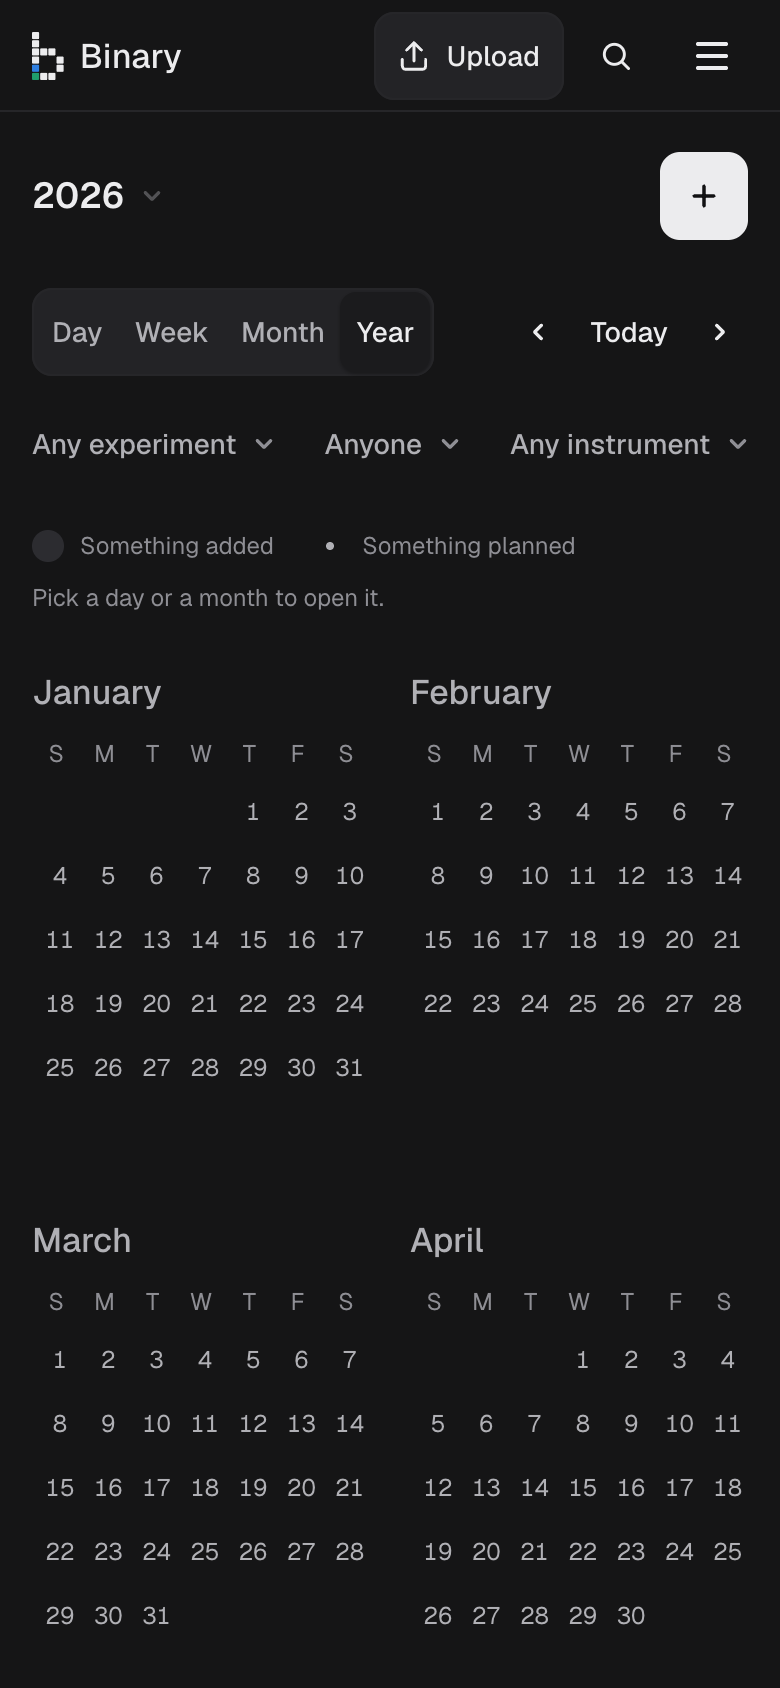 Binary
Upload
2026
Day Week Month Year
Today
Any experiment Anyone Any instrument
Something added Something planned
Pick a day or a month to open it.
January February
S M T W T F S S M T W T F S
1 2 3 1 2 3 4 5 6 7
4 5 6 7 8 9 10 8 9 10 11 12 13 14
11 12 13 14 15 16 17 15 16 17 18 19 20 21
18 19 20 21 22 23 24 22 23 24 25 26 27 28
25 26 27 28 29 30 31
March April
S M T W T F S S M T W T F S
1 2 3 4 5 6 7 1 2 3 4
8 9 10 11 12 13 14 5 6 7 8 9 10 11
15 16 17 18 19 20 21 12 13 14 15 16 17 18
22 23 24 25 26 27 28 19 20 21 22 23 24 25
29 30 31 26 27 28 29 30